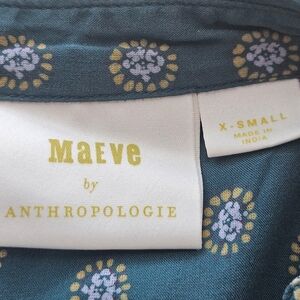 MAEVE
by
ANTHROPOLOGIE
X-SMALL
MADE IN
INDIA